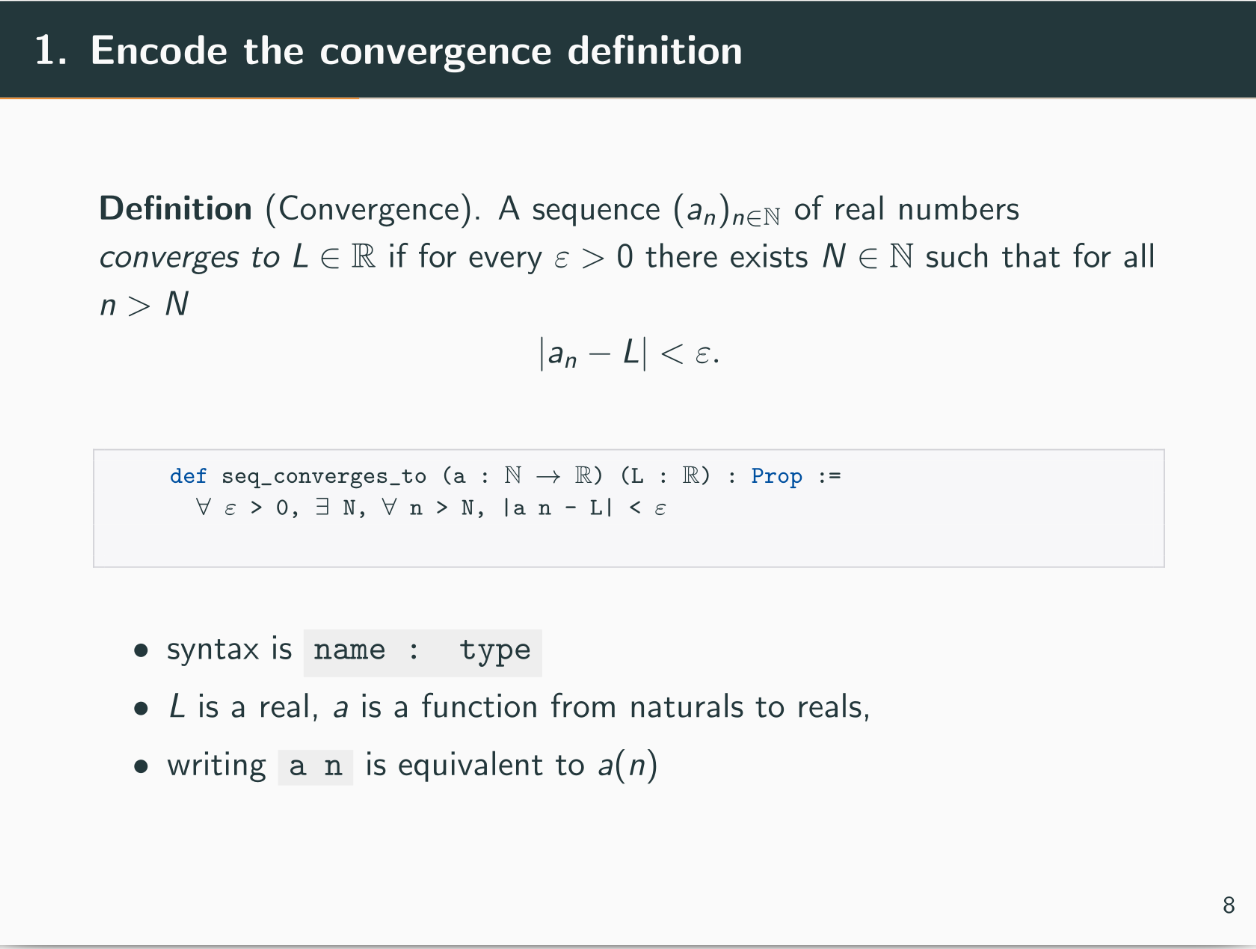 1. Encode the convergence definition
Definition (Convergence). A sequence (aₙ)ₙ∈ℕ of real numbers
converges to L ∈ ℝ if for every ε > 0 there exists N ∈ ℕ such that for all
n > N
|aₙ − L| < ε.
def seq_converges_to (a : ℕ → ℝ) (L : ℝ) : Prop :=
∀ ε > 0, ∃ N, ∀ n > N, |a n - L| < ε
• syntax is name : type
• L is a real, a is a function from naturals to reals,
• writing a n is equivalent to a(n)
8